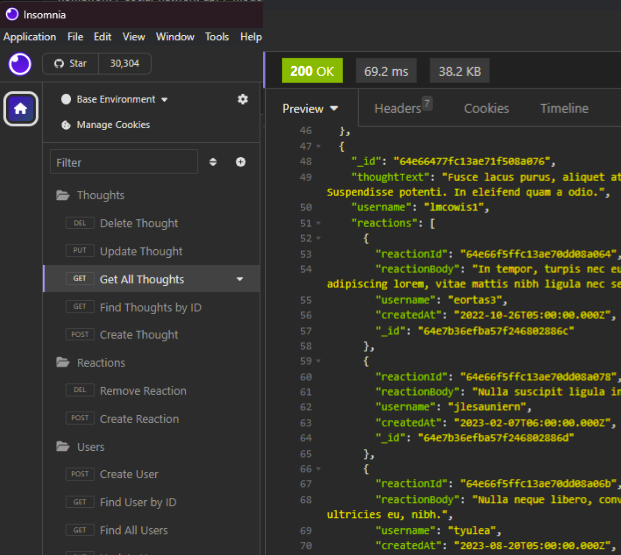 Insomnia
Application File Edit View Window Tools Help
Star 30,304
Base Environment
Manage Cookies
Filter
Thoughts
DEL Delete Thought
PUT Update Thought
GET Get All Thoughts
GET Find Thoughts by ID
POST Create Thought
Reactions
DEL Remove Reaction
POST Create Reaction
Users
POST Create User
GET Find User by ID
GET Find All Users
200 OK 69.2 ms 38.2 KB
Preview Headers 7 Cookies Timeline
46 },
47 {
48 "_id": "64e66477fc13ae71f508a076",
49 "thoughtText": "Fusce lacus purus, aliquet at
Suspendisse potenti. In eleifend quam a odio.",
50 "username": "lmcowis1",
51 "reactions": [
52 {
53 "reactionId": "64e66f5ffc13ae70dd08a064",
54 "reactionBody": "In tempor, turpis nec eu
adipiscing lorem, vitae mattis nibh ligula nec se
55 "username": "eortas3",
56 "createdAt": "2022-10-26T05:00:00.000Z",
57 "_id": "64e7b36efba57f246802886c"
58 },
59 {
60 "reactionId": "64e66f5ffc13ae70dd08a078",
61 "reactionBody": "Nulla suscipit ligula in
62 "username": "jlesauniern",
63 "createdAt": "2023-02-07T06:00:00.000Z",
64 "_id": "64e7b36efba57f246802886d"
65 },
66 {
67 "reactionId": "64e66f5ffc13ae70dd08a06b",
68 "reactionBody": "Nulla neque libero, conv
ultricies eu, nibh.",
69 "username": "tyulea",
70 "createdAt": "2023-08-20T05:00:00.000Z",